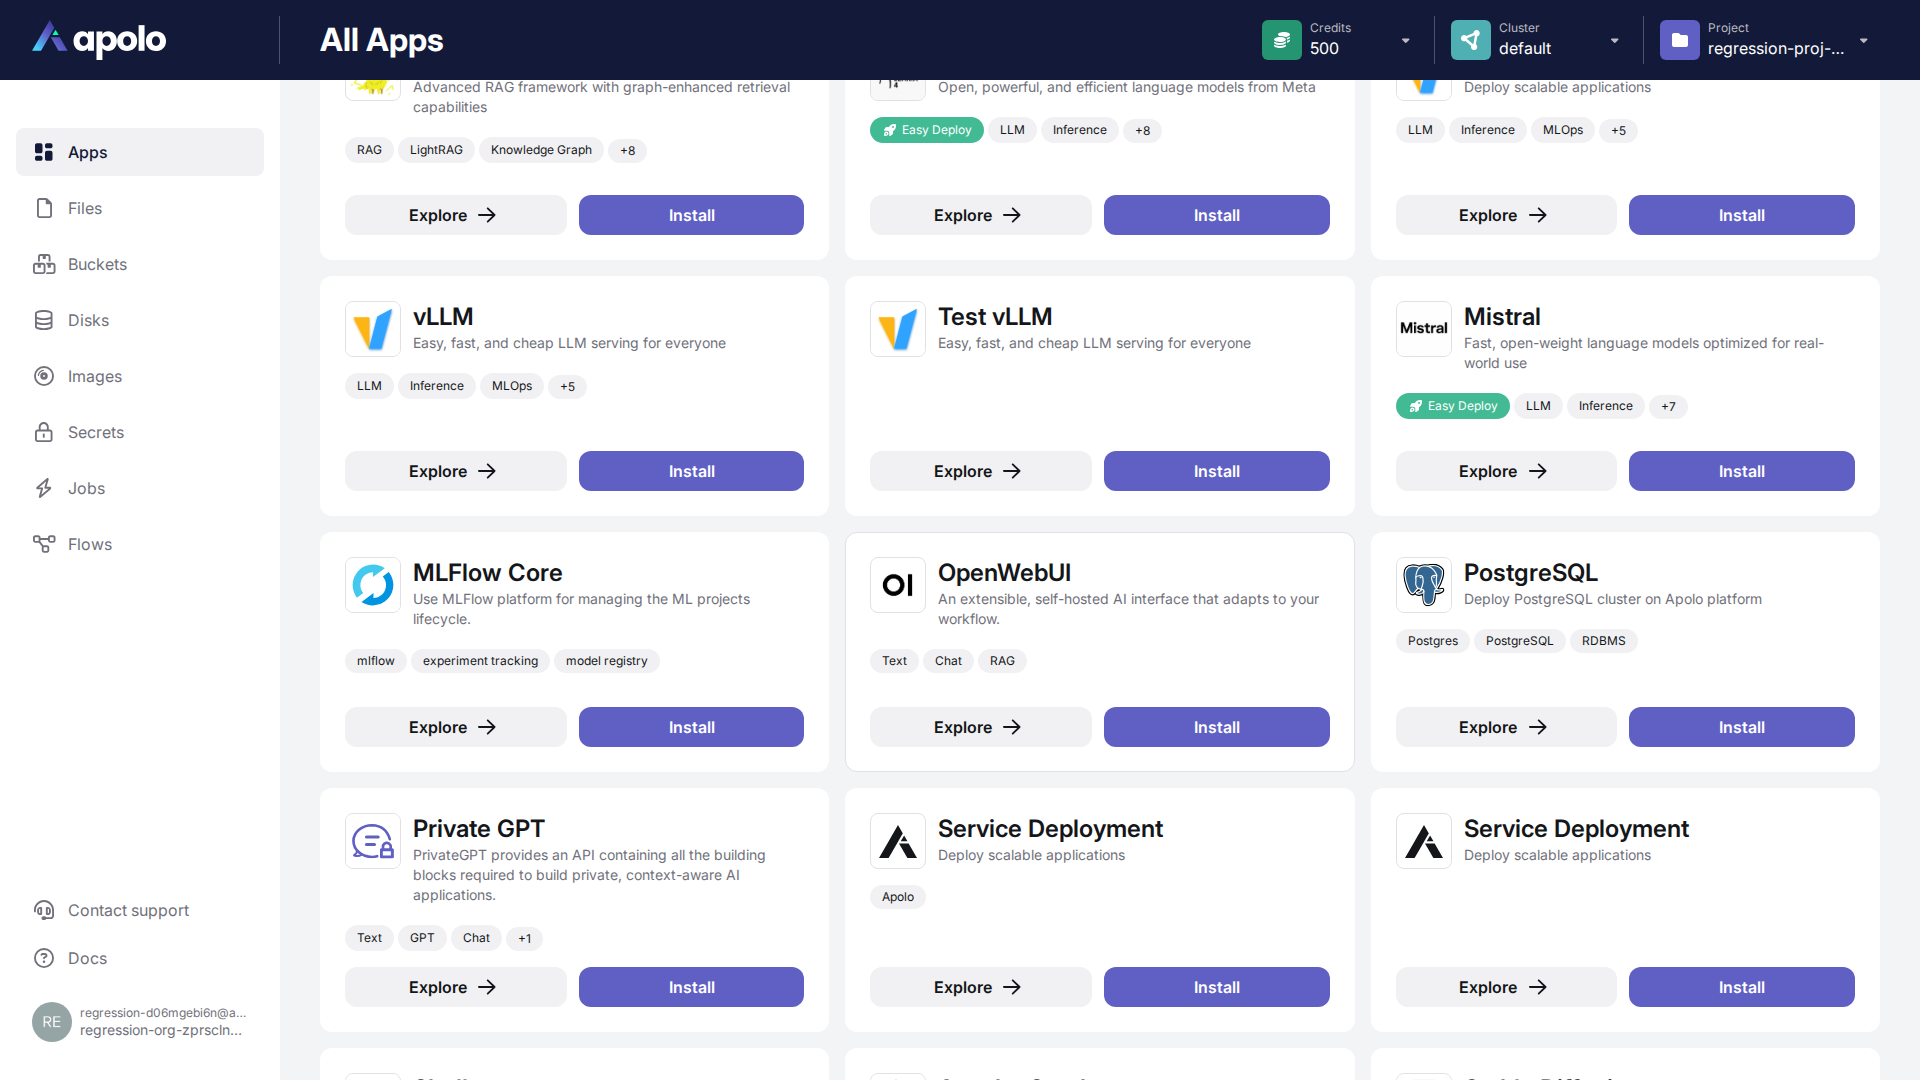 apolo
All Apps
Credits
500
Cluster
default
Project
regression-proj-...
Apps
Files
Buckets
Disks
Images
Secrets
Jobs
Flows
Contact support
Docs
RE
regression-d06mgebi6n@a...
regression-org-zprscln...
Advanced RAG framework with graph-enhanced retrieval
capabilities
RAG LightRAG Knowledge Graph +8
Explore Install
Open, powerful, and efficient language models from Meta
Easy Deploy LLM Inference +8
Explore Install
Deploy scalable applications
LLM Inference MLOps +5
Explore Install
vLLM
Easy, fast, and cheap LLM serving for everyone
LLM Inference MLOps +5
Explore Install
Test vLLM
Easy, fast, and cheap LLM serving for everyone
Explore Install
Mistral
Mistral
Fast, open-weight language models optimized for real-
world use
Easy Deploy LLM Inference +7
Explore Install
MLFlow Core
Use MLFlow platform for managing the ML projects
lifecycle.
mlflow experiment tracking model registry
Explore Install
OI
OpenWebUI
An extensible, self-hosted AI interface that adapts to your
workflow.
Text Chat RAG
Explore Install
PostgreSQL
Deploy PostgreSQL cluster on Apolo platform
Postgres PostgreSQL RDBMS
Explore Install
Private GPT
PrivateGPT provides an API containing all the building
blocks required to build private, context-aware AI
applications.
Text GPT Chat +1
Explore Install
Service Deployment
Deploy scalable applications
Apolo
Explore Install
Service Deployment
Deploy scalable applications
Explore Install